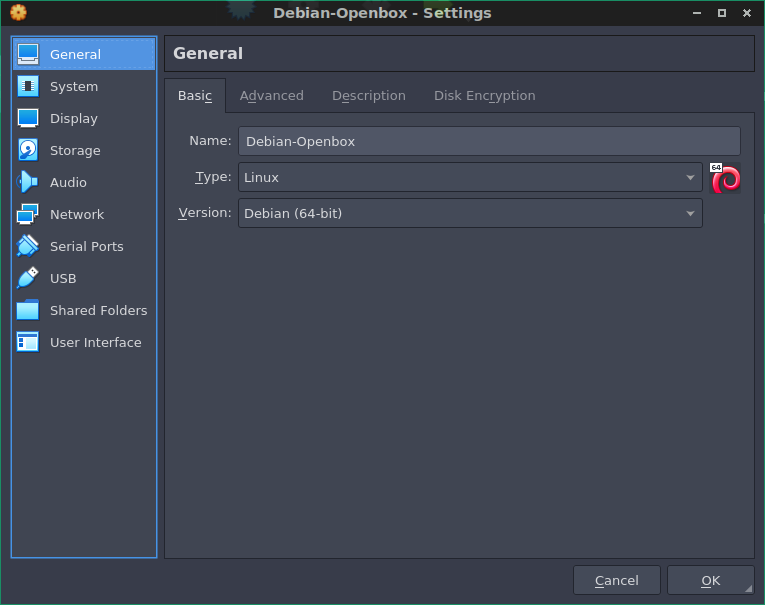 Debian-Openbox - Settings
General
System
Display
Storage
Audio
Network
Serial Ports
USB
Shared Folders
User Interface
General
Basic Advanced Description Disk Encryption
Name: Debian-Openbox
Type: Linux 64
Version: Debian (64-bit)
Cancel OK